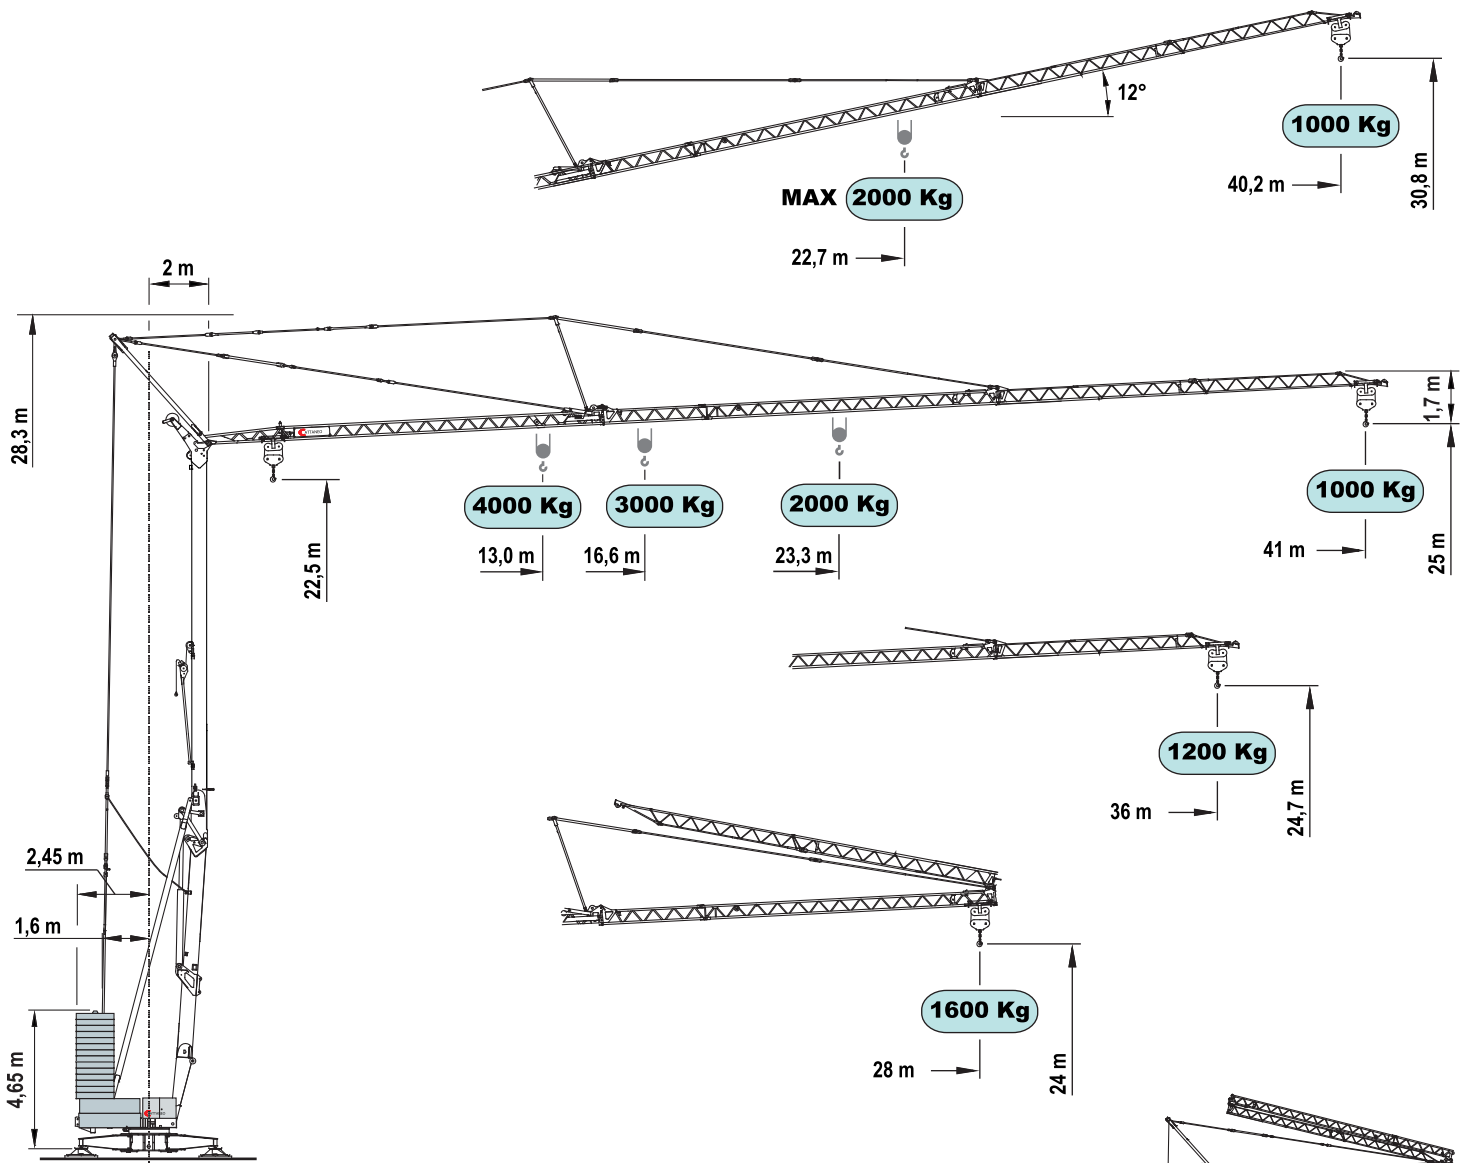 12°
1000 Kg
40,2 m
30,8 m
MAX 2000 Kg
22,7 m
2 m
28,3 m
1,7 m
4000 Kg
3000 Kg
2000 Kg
1000 Kg
13,0 m
16,6 m
23,3 m
41 m
22,5 m
25 m
1200 Kg
36 m
24,7 m
2,45 m
1,6 m
1600 Kg
28 m
24 m
4,65 m